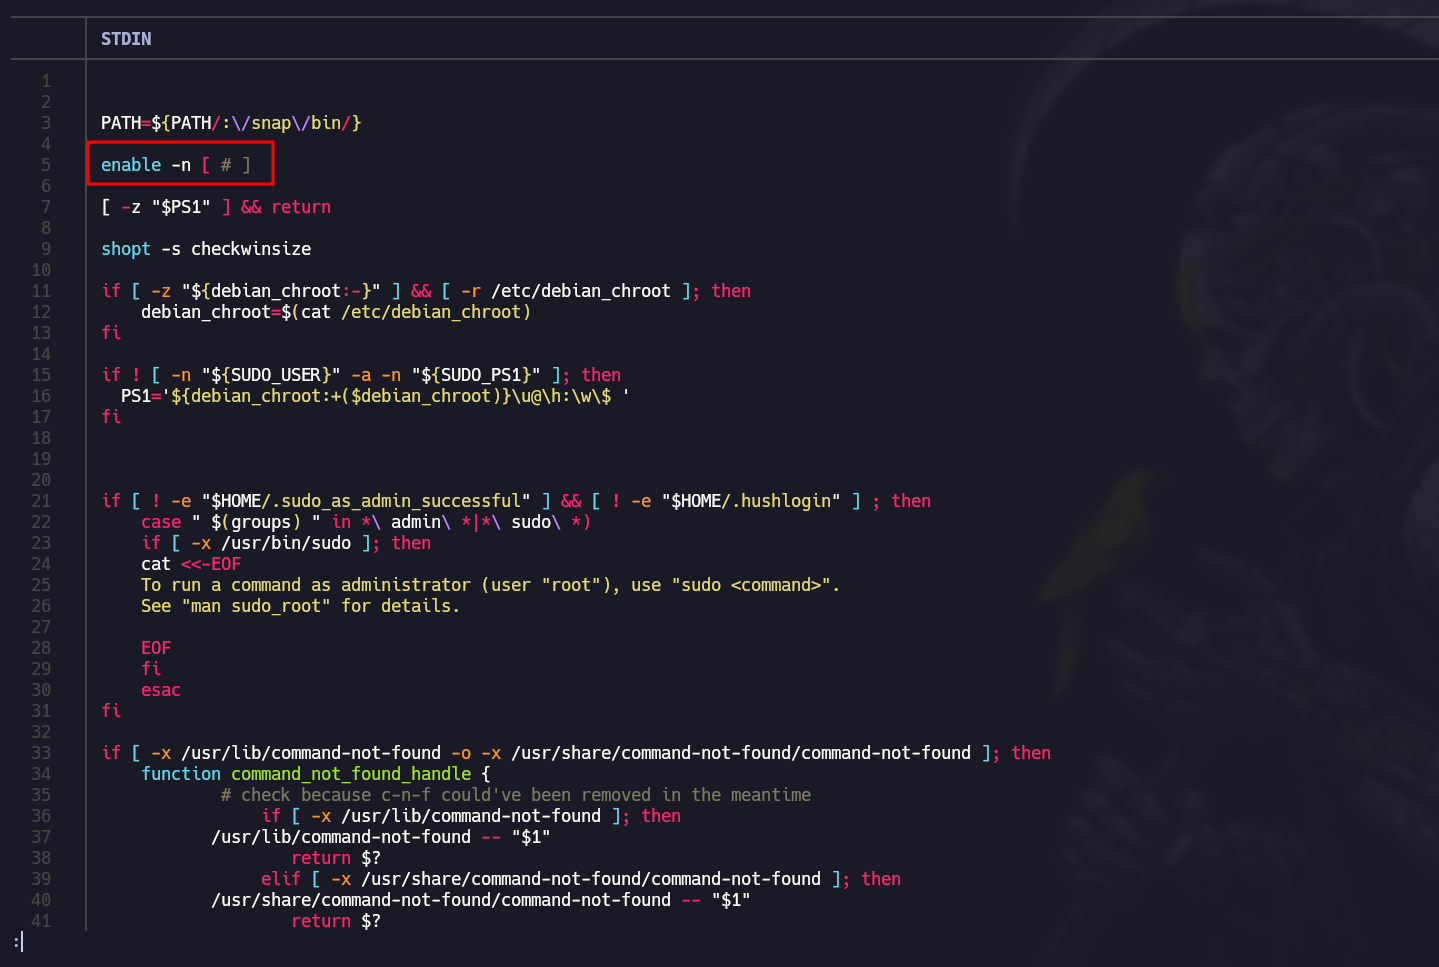 STDIN
1
2
3 PATH=${PATH/:\/snap\/bin/}
4
5 enable -n [ # ]
6
7 [ -z "$PS1" ] && return
8
9 shopt -s checkwinsize
10
11 if [ -z "${debian_chroot:-}" ] && [ -r /etc/debian_chroot ]; then
12     debian_chroot=$(cat /etc/debian_chroot)
13 fi
14
15 if ! [ -n "${SUDO_USER}" -a -n "${SUDO_PS1}" ]; then
16   PS1='${debian_chroot:+($debian_chroot)}\u@\h:\w\$ '
17 fi
18
19
20
21 if [ ! -e "$HOME/.sudo_as_admin_successful" ] && [ ! -e "$HOME/.hushlogin" ] ; then
22     case " $(groups) " in *\ admin\ *|*\ sudo\ *)
23     if [ -x /usr/bin/sudo ]; then
24     cat <<-EOF
25     To run a command as administrator (user "root"), use "sudo <command>".
26     See "man sudo_root" for details.
27
28     EOF
29     fi
30     esac
31 fi
32
33 if [ -x /usr/lib/command-not-found -o -x /usr/share/command-not-found/command-not-found ]; then
34     function command_not_found_handle {
35             # check because c-n-f could've been removed in the meantime
36                 if [ -x /usr/lib/command-not-found ]; then
37            /usr/lib/command-not-found -- "$1"
38                    return $?
39                 elif [ -x /usr/share/command-not-found/command-not-found ]; then
40            /usr/share/command-not-found/command-not-found -- "$1"
41                    return $?
: